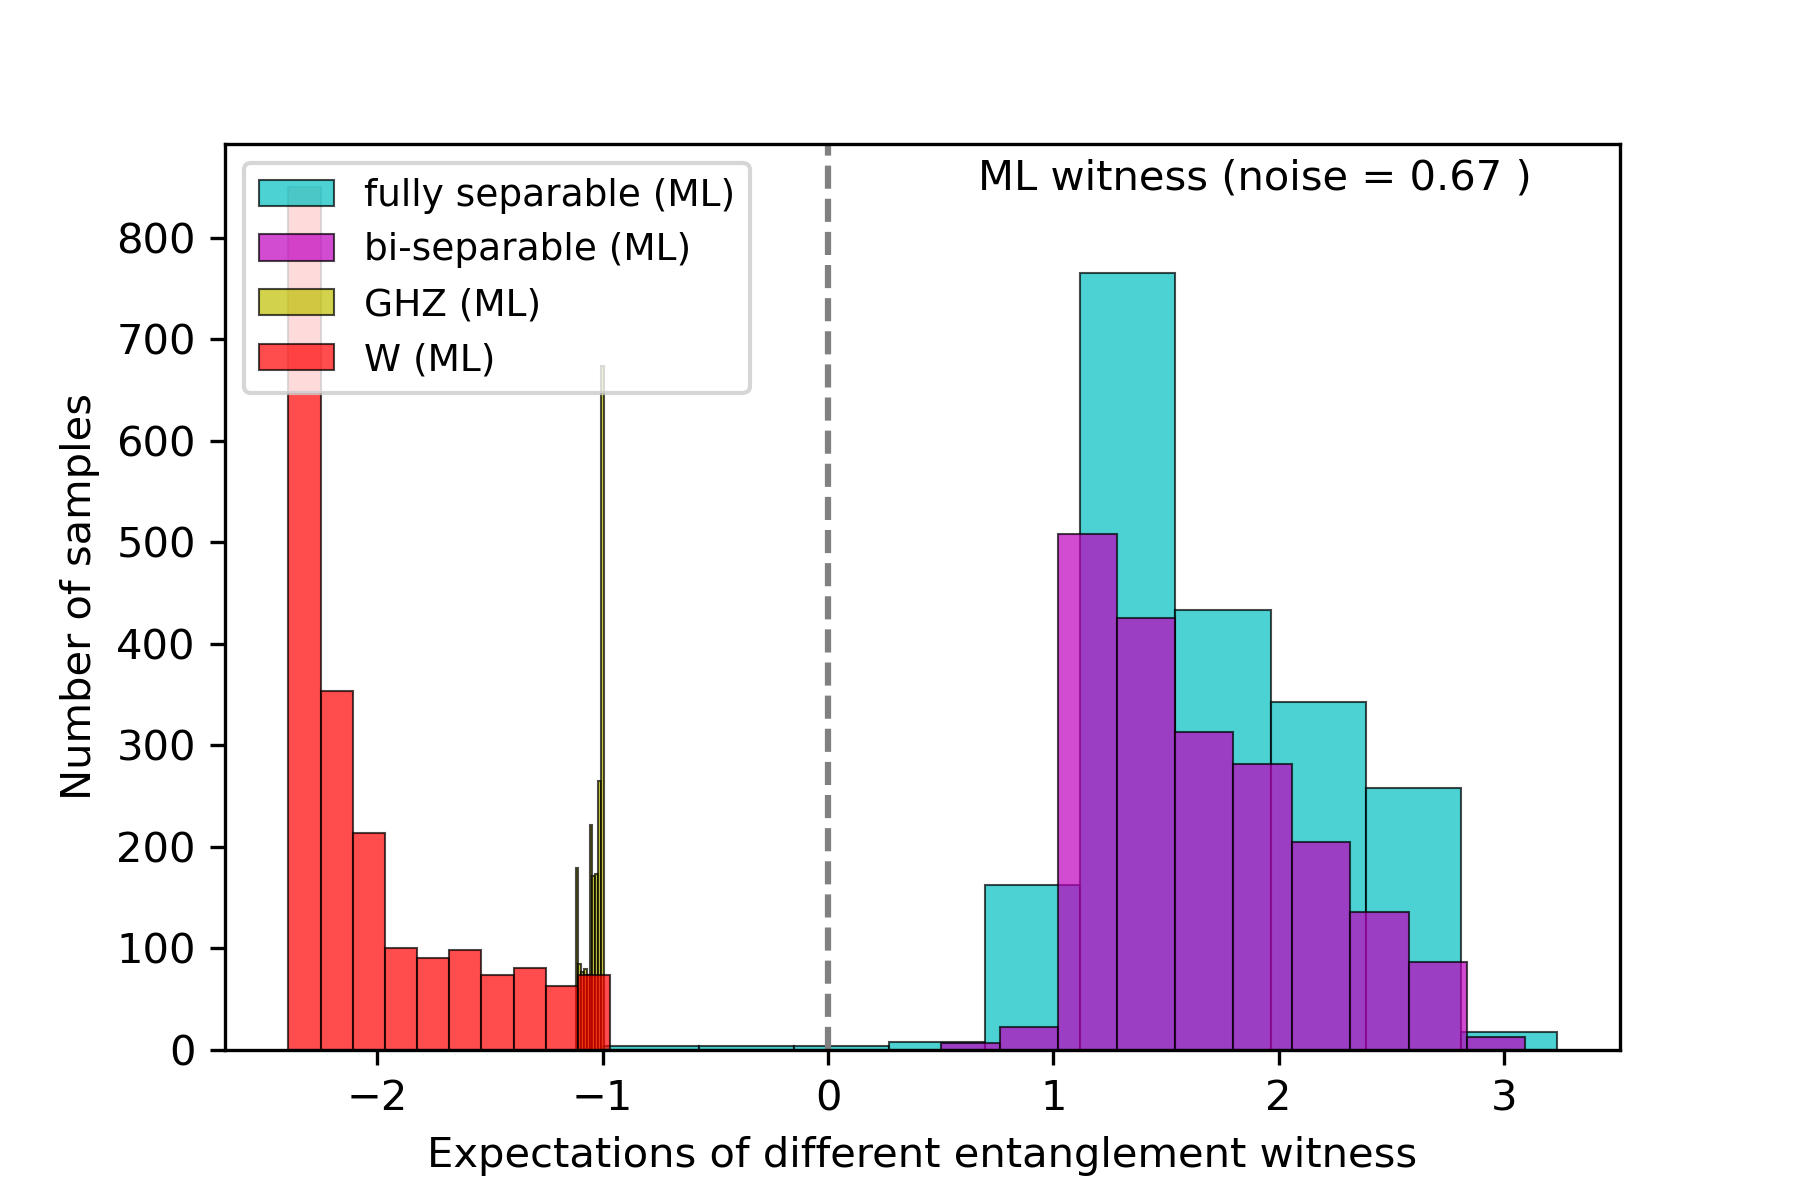 ML witness (noise = 0.67 )
fully separable (ML)
bi-separable (ML)
GHZ (ML)
W (ML)
Number of samples
800
700
600
500
400
300
200
100
0
−2 −1 0 1 2 3
Expectations of different entanglement witness